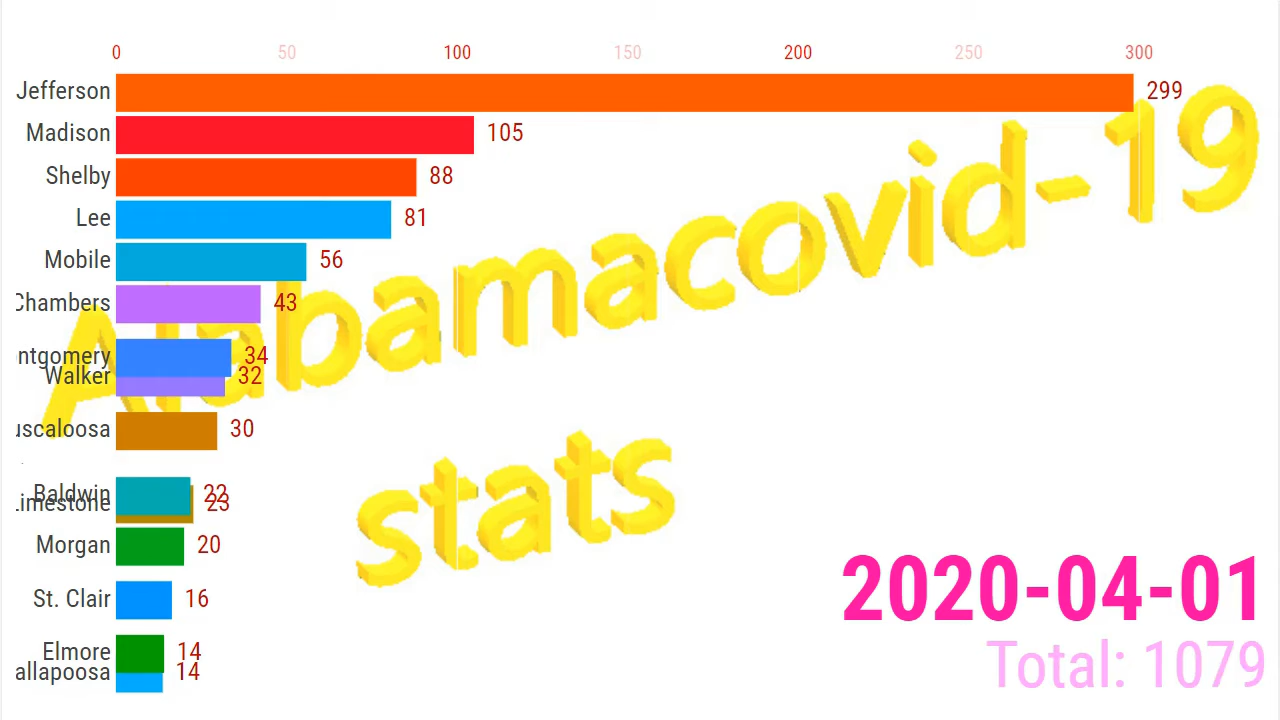 0 50 100 150 200 250 300
Jefferson 299
Madison 105
Shelby 88
Lee 81
Mobile 56
Chambers 43
ntgomery 34
Walker 32
uscaloosa 30
Baldwin 22
Limestone 23
Morgan 20
St. Clair 16
Elmore 14
allapoosa 14
Alabamacovid-19
stats
2020-04-01
Total: 1079